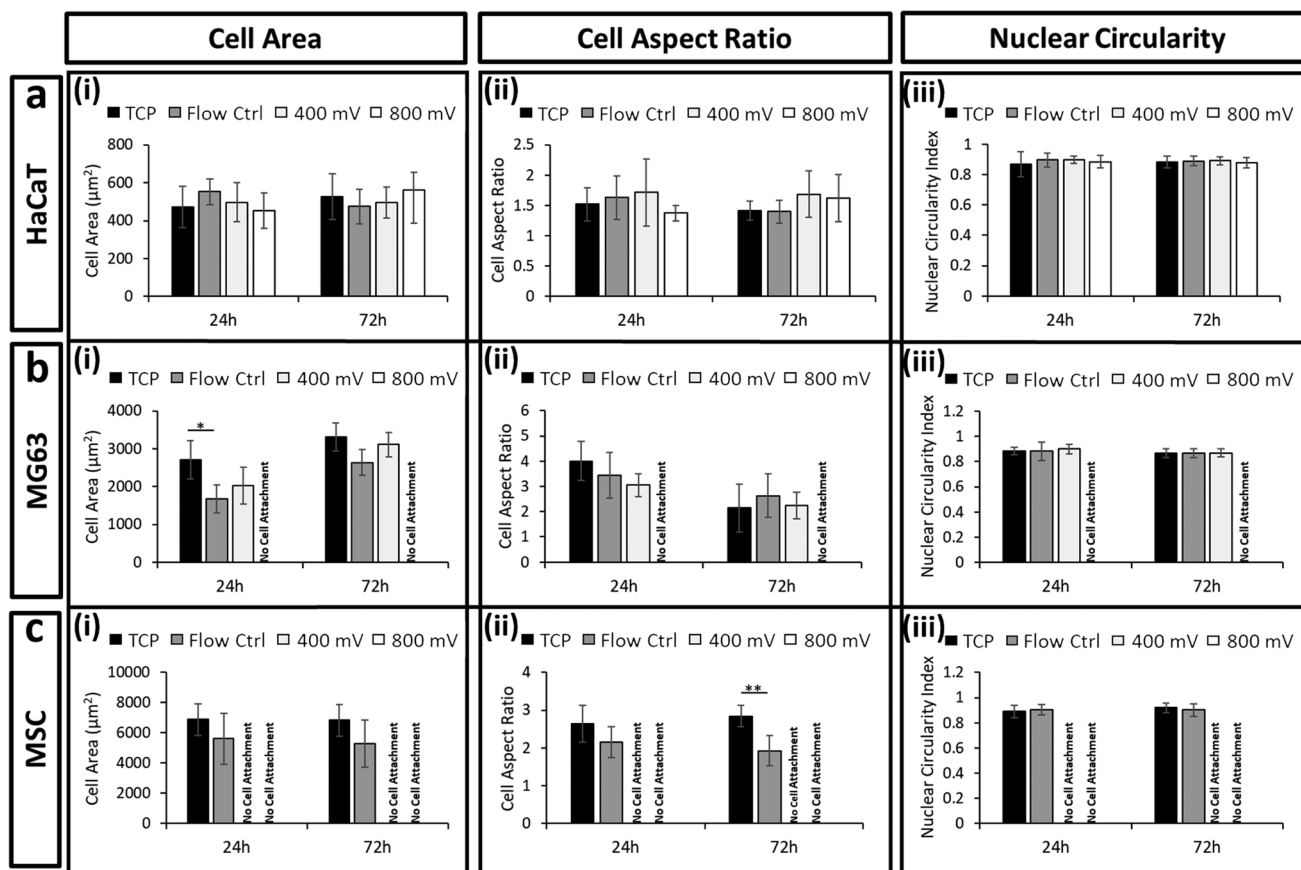 Cell Area
Cell Aspect Ratio
Nuclear Circularity
a
HaCaT
(i)
TCP Flow Ctrl 400 mV 800 mV
Cell Area (µm²)
800
600
400
200
0
24h 72h
(ii)
TCP Flow Ctrl 400 mV 800 mV
Cell Aspect Ratio
2.5
2
1.5
1
0.5
0
24h 72h
(iii)
TCP Flow Ctrl 400 mV 800 mV
Nuclear Circularity Index
1
0.8
0.6
0.4
0.2
0
24h 72h
b
MG63
(i)
TCP Flow Ctrl 400 mV 800 mV
Cell Area (µm²)
4000
3000
2000
1000
0
*
No Cell Attachment
No Cell Attachment
24h 72h
(ii)
TCP Flow Ctrl 400 mV 800 mV
Cell Aspect Ratio
6
5
4
3
2
1
0
No Cell Attachment
No Cell Attachment
24h 72h
(iii)
TCP Flow Ctrl 400 mV 800 mV
Nuclear Circularity Index
1.2
1
0.8
0.6
0.4
0.2
0
No Cell Attachment
No Cell Attachment
24h 72h
c
MSC
(i)
TCP Flow Ctrl 400 mV 800 mV
Cell Area (µm²)
10000
8000
6000
4000
2000
0
No Cell Attachment
No Cell Attachment
No Cell Attachment
No Cell Attachment
24h 72h
(ii)
TCP Flow Ctrl 400 mV 800 mV
Cell Aspect Ratio
4
3
2
1
0
**
No Cell Attachment
No Cell Attachment
No Cell Attachment
No Cell Attachment
24h 72h
(iii)
TCP Flow Ctrl 400 mV 800 mV
Nuclear Circularity Index
1.2
1
0.8
0.6
0.4
0.2
0
No Cell Attachment
No Cell Attachment
No Cell Attachment
No Cell Attachment
24h 72h